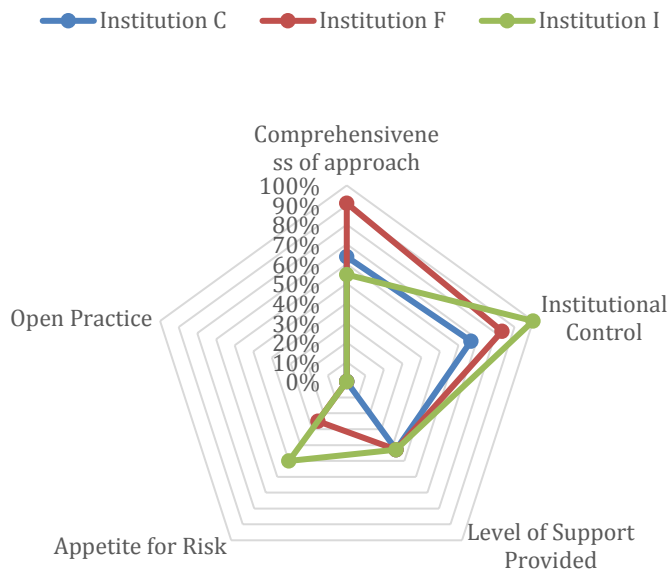 Institution C Institution F Institution I
Comprehensivene
ss of approach
100%
90%
80%
70%
60%
50%
40%
30%
20%
10%
0%
Institutional
Control
Open Practice
Level of Support
Provided
Appetite for Risk